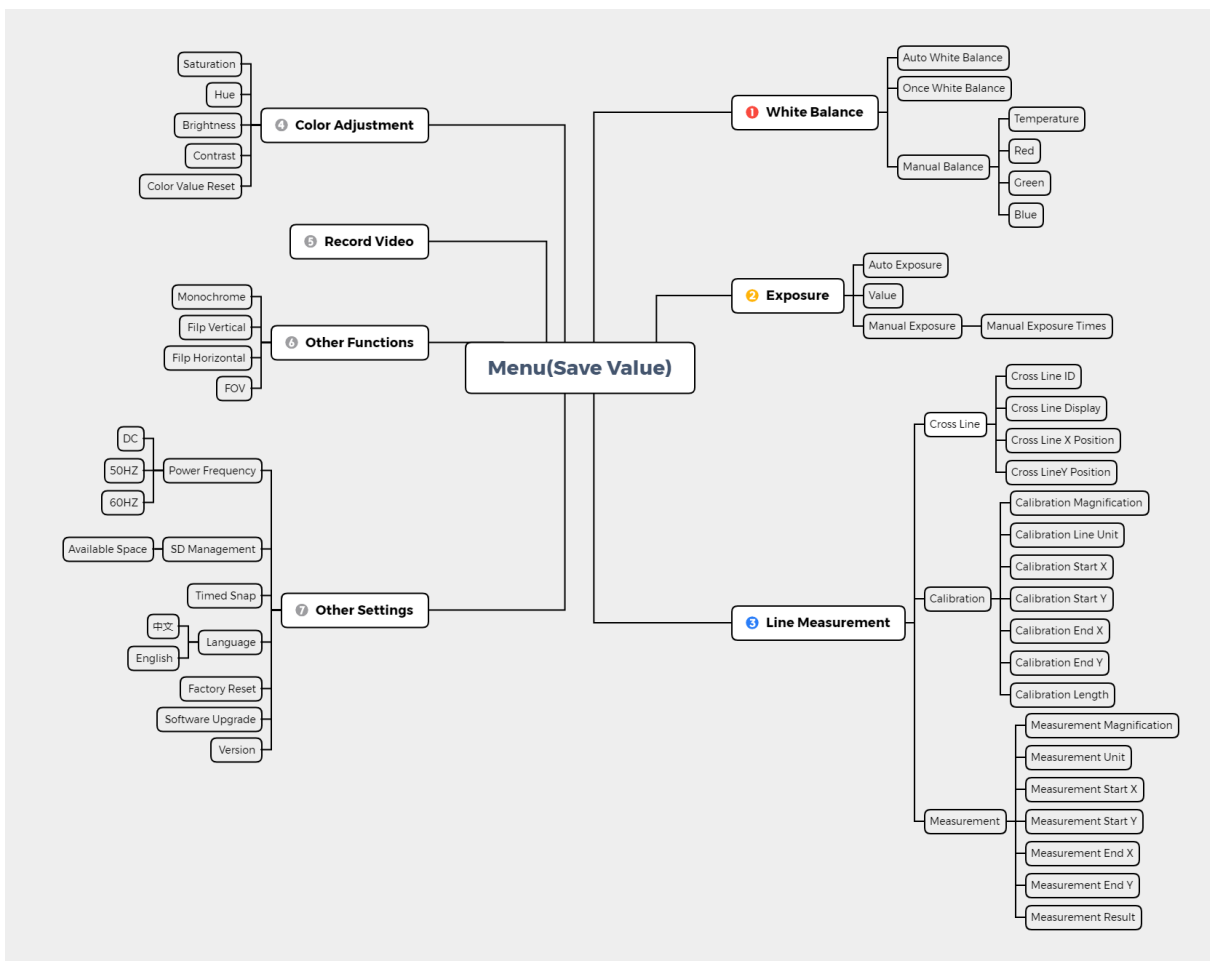 Menu(Save Value)
1 White Balance
Auto White Balance
Once White Balance
Manual Balance
Temperature
Red
Green
Blue
2 Exposure
Auto Exposure
Value
Manual Exposure
Manual Exposure Times
3 Line Measurement
Cross Line
Cross Line ID
Cross Line Display
Cross Line X Position
Cross LineY Position
Calibration
Calibration Magnification
Calibration Line Unit
Calibration Start X
Calibration Start Y
Calibration End X
Calibration End Y
Calibration Length
Measurement
Measurement Magnification
Measurement Unit
Measurement Start X
Measurement Start Y
Measurement End X
Measurement End Y
Measurement Result
4 Color Adjustment
Saturation
Hue
Brightness
Contrast
Color Value Reset
5 Record Video
6 Other Functions
Monochrome
Filp Vertical
Filp Horizontal
FOV
7 Other Settings
Power Frequency
DC
50HZ
60HZ
SD Management
Available Space
Timed Snap
Language
中文
English
Factory Reset
Software Upgrade
Version